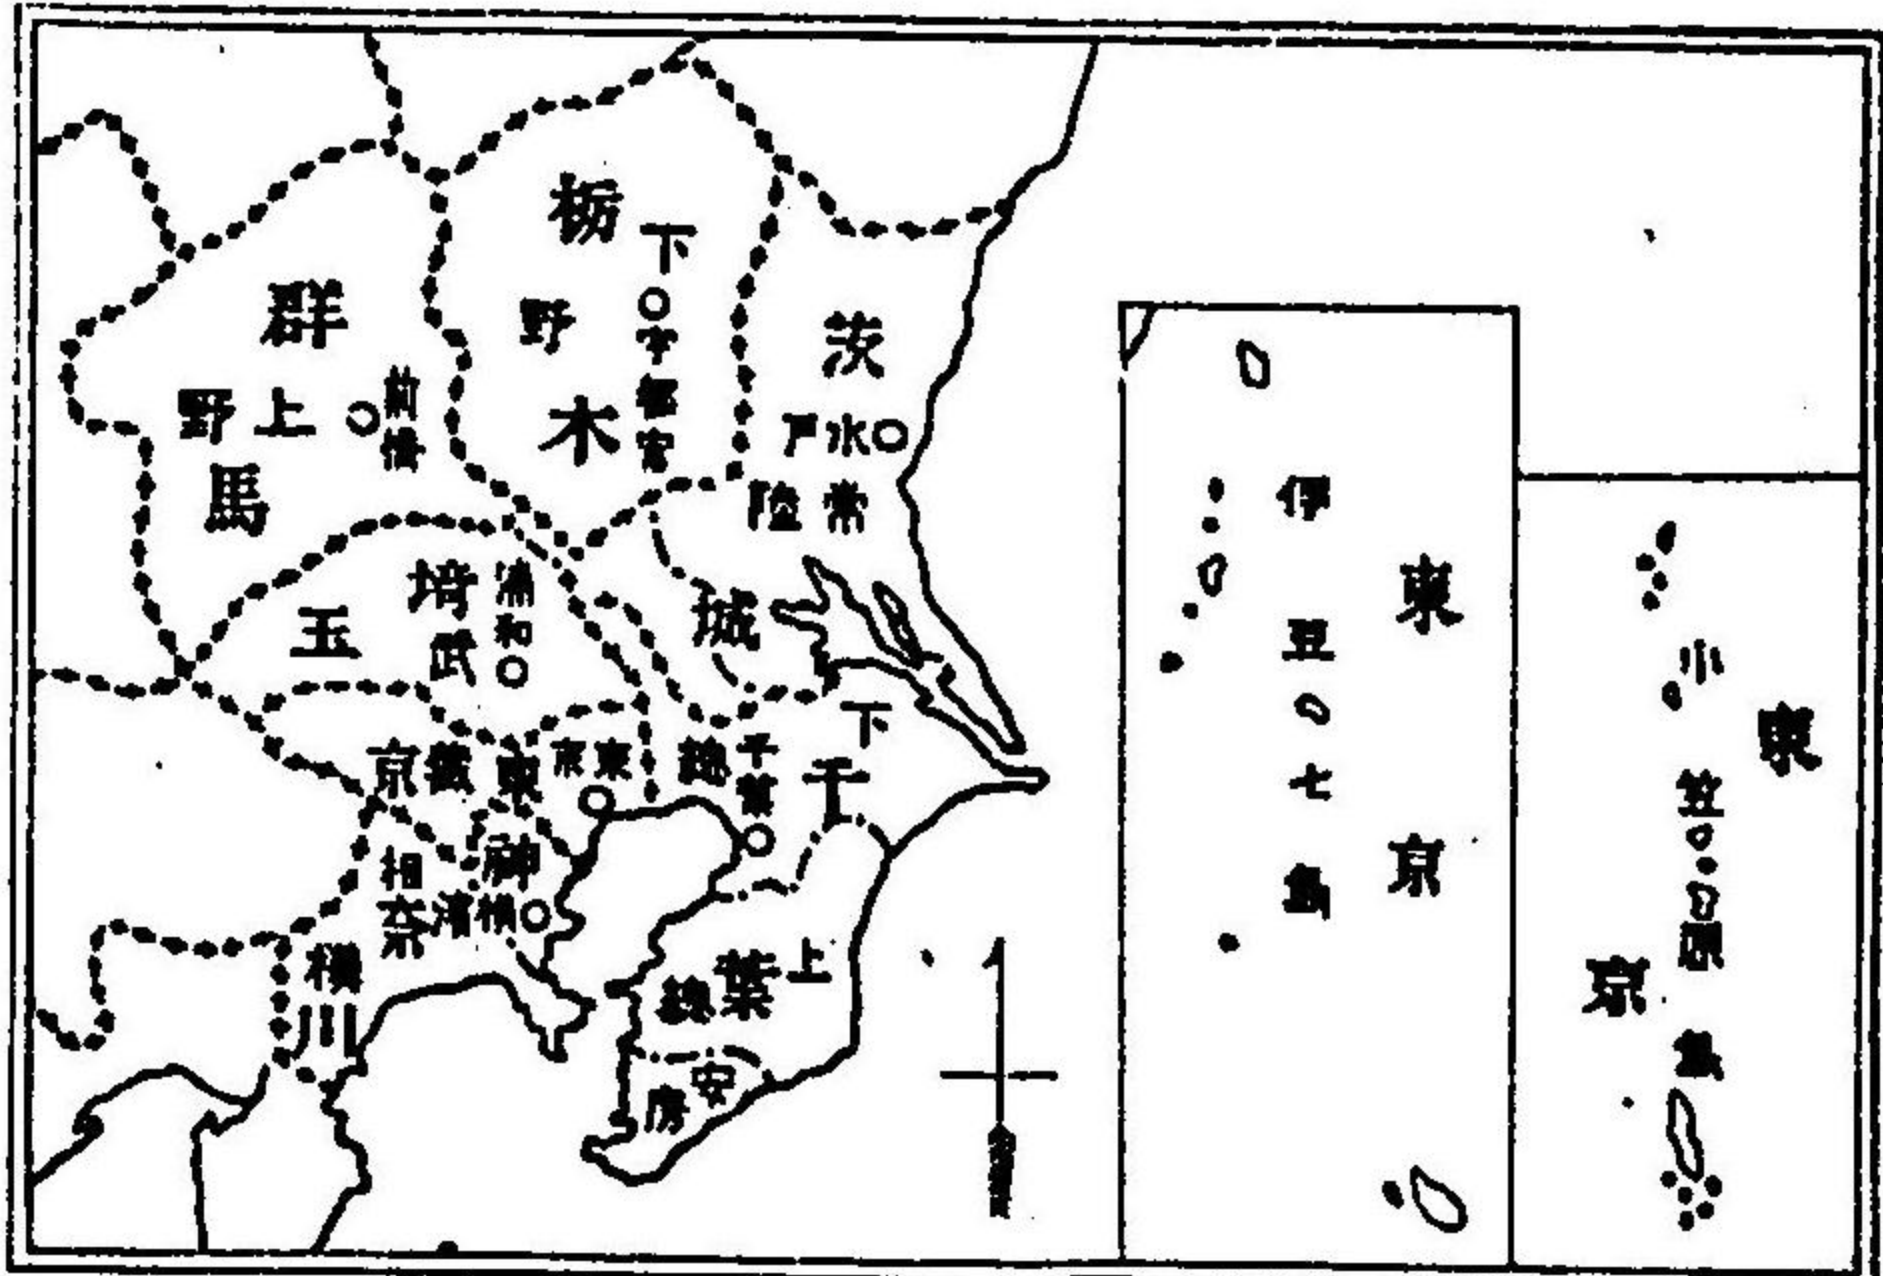 栃木
下野
宇都宮
群馬
上野
前橋
茨城
水戸
常陸
埼玉
武蔵
浦和
東京
東京
千葉
下総
千葉
上総
安房
神奈川
横濱
相模
東京
伊豆の七島
東京
小笠原島